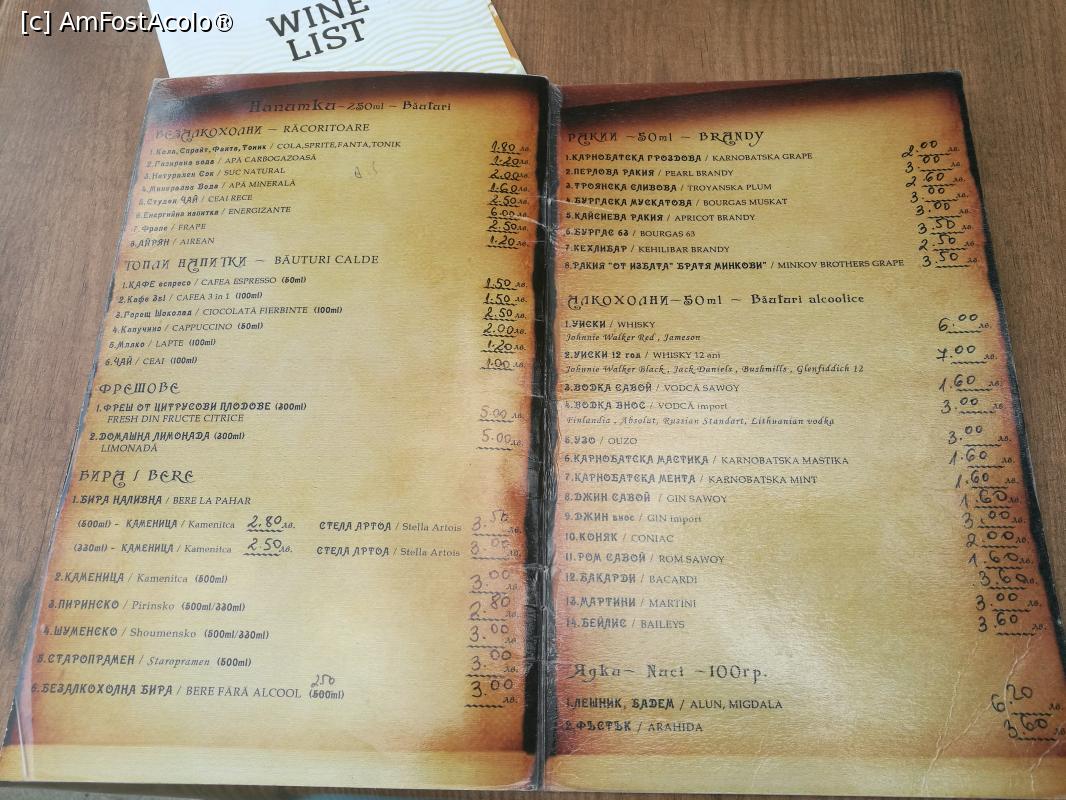 [c] AmFostAcolo®
WINE
LIST
Напитки-250ml - Băuturi
БЕЗАЛКОХОЛНИ - RĂCORITOARE
1.Кола,Спрайт,Фанта,Тоник / COLA,SPRITE,FANTA,TONIK 1.80 лв.
2.Газирана вода / APĂ CARBOGAZOASĂ 1.20 лв.
3.Натурален Сок / SUC NATURAL 2.00 лв.
4.Минерална Вода / APĂ MINERALĂ 1.60 лв.
5.Студен ЧАЙ / CEAI RECE 2.50 лв.
6.Енергийна напитка / ENERGIZANTE 6.00 лв.
7.Фрапе / FRAPE 2.50 лв.
8.АЙРЯН / AIREAN 1.20 лв.
ТОПЛИ НАПИТКИ - BĂUTURI CALDE
1.КАФЕ еспресо / CAFEA ESPRESSO (50ml) 1.50 лв.
2.Кафе 3в1 / CAFEA 3 in 1 (100ml) 1.50 лв.
3.Горещ Шоколад / CIOCOLATĂ FIERBINTE (100ml) 2.50 лв.
4.Капучино / CAPPUCCINO (50ml) 2.00 лв.
5.Мляко / LAPTE (100ml) 1.20 лв.
6.ЧАЙ / CEAI (100ml) 1.00 лв.
ФРЕШОВЕ
1.ФРЕШ ОТ ЦИТРУСОВИ ПЛОДОВЕ (300ml)
FRESH DIN FRUCTE CITRICE 5.00 лв.
2.ДОМАШНА ЛИМОНАДА (300ml) 5.00 лв.
LIMONADĂ
БИРА / BERE
1.БИРА НАЛИВНА / BERE LA PAHAR
(500ml) - КАМЕНИЦА / Kamenitca 2.80 лв. СТЕЛА АРТОА / Stella Artois 3.50 лв.
(330ml) - КАМЕНИЦА / Kamenitca 2.50 лв. СТЕЛА АРТОА / Stella Artois 3.00 лв.
2.КАМЕНИЦА / Kamenitca (500ml) 3.00 лв.
3.ПИРИНСКО / Pirinsko (500ml/330ml) 2.80 лв.
4.ШУМЕНСКО / Shoumensko (500ml/330ml) 3.00 лв.
5.СТАРОПРАМЕН / Staropramen (500ml) 3.00 лв.
250
6.БЕЗАЛКОХОЛНА БИРА / BERE FĂRĂ ALCOOL (500ml) 3.00 лв.
РАКИИ -50ml - BRANDY
1.КАРНОБАТСКА ГРОЗДОВА / KARNOBATSKA GRAPE 2.00 лв.
2.ПЕРЛОВА РАКИЯ / PEARL BRANDY 3.00 лв.
3.ТРОЯНСКА СЛИВОВА / TROYANSKA PLUM 2.60 лв.
4.БУРГАСКА МУСКАТОВА / BOURGAS MUSKAT 3.00 лв.
5.КАЙСИЕВА РАКИЯ / APRICOT BRANDY 3.00 лв.
6.БУРГАС 63 / BOURGAS 63 3.50 лв.
7.КЕХЛИБАР / KEHILIBAR BRANDY 2.50 лв.
8.РАКИЯ "ОТ ИЗБАТА" БРАТЯ МИНКОВИ" / MINKOV BROTHERS GRAPE 3.50 лв.
АЛКОХОЛНИ-50ml - Băuturi alcoolice
1.УИСКИ / WHISKY 6.00 лв.
Johnnie Walker Red , Jameson
2.УИСКИ 12 год / WHISKY 12 ani 7.00 лв.
Johnnie Walker Black , Jack Daniels , Bushmills , Glenfiddich 12
3.ВОДКА САВОЙ / VODCĂ SAWOY 1.60 лв.
4.ВОДКА ВНОС / VODCĂ import 3.00 лв.
Finlandia , Absolut, Russian Standart, Lithuanian vodka
5.УЗО / OUZO 3.00 лв.
6.КАРНОБАТСКА МАСТИКА / KARNOBATSKA MASTIKA 1.60 лв.
7.КАРНОБАТСКА МЕНТА / KARNOBATSKA MINT 1.60 лв.
8.ДЖИН САВОЙ / GIN SAWOY 1.60 лв.
9.ДЖИН внос / GIN import 3.00 лв.
10.КОНЯК / CONIAC 2.00 лв.
11.РОМ САВОЙ / ROM SAWOY 1.60 лв.
12.БАКАРДИ / BACARDI 3.60 лв.
13.МАРТИНИ / MARTINI 3.00 лв.
14.БЕЙЛИС / BAILEYS 3.60 лв.
Ядки- Nuci -100гр.
1.ЛЕШНИК, БАДЕМ / ALUN, MIGDALA 6.20 лв.
2.ФЪСТЪК / ARAHIDA 3.60 лв.